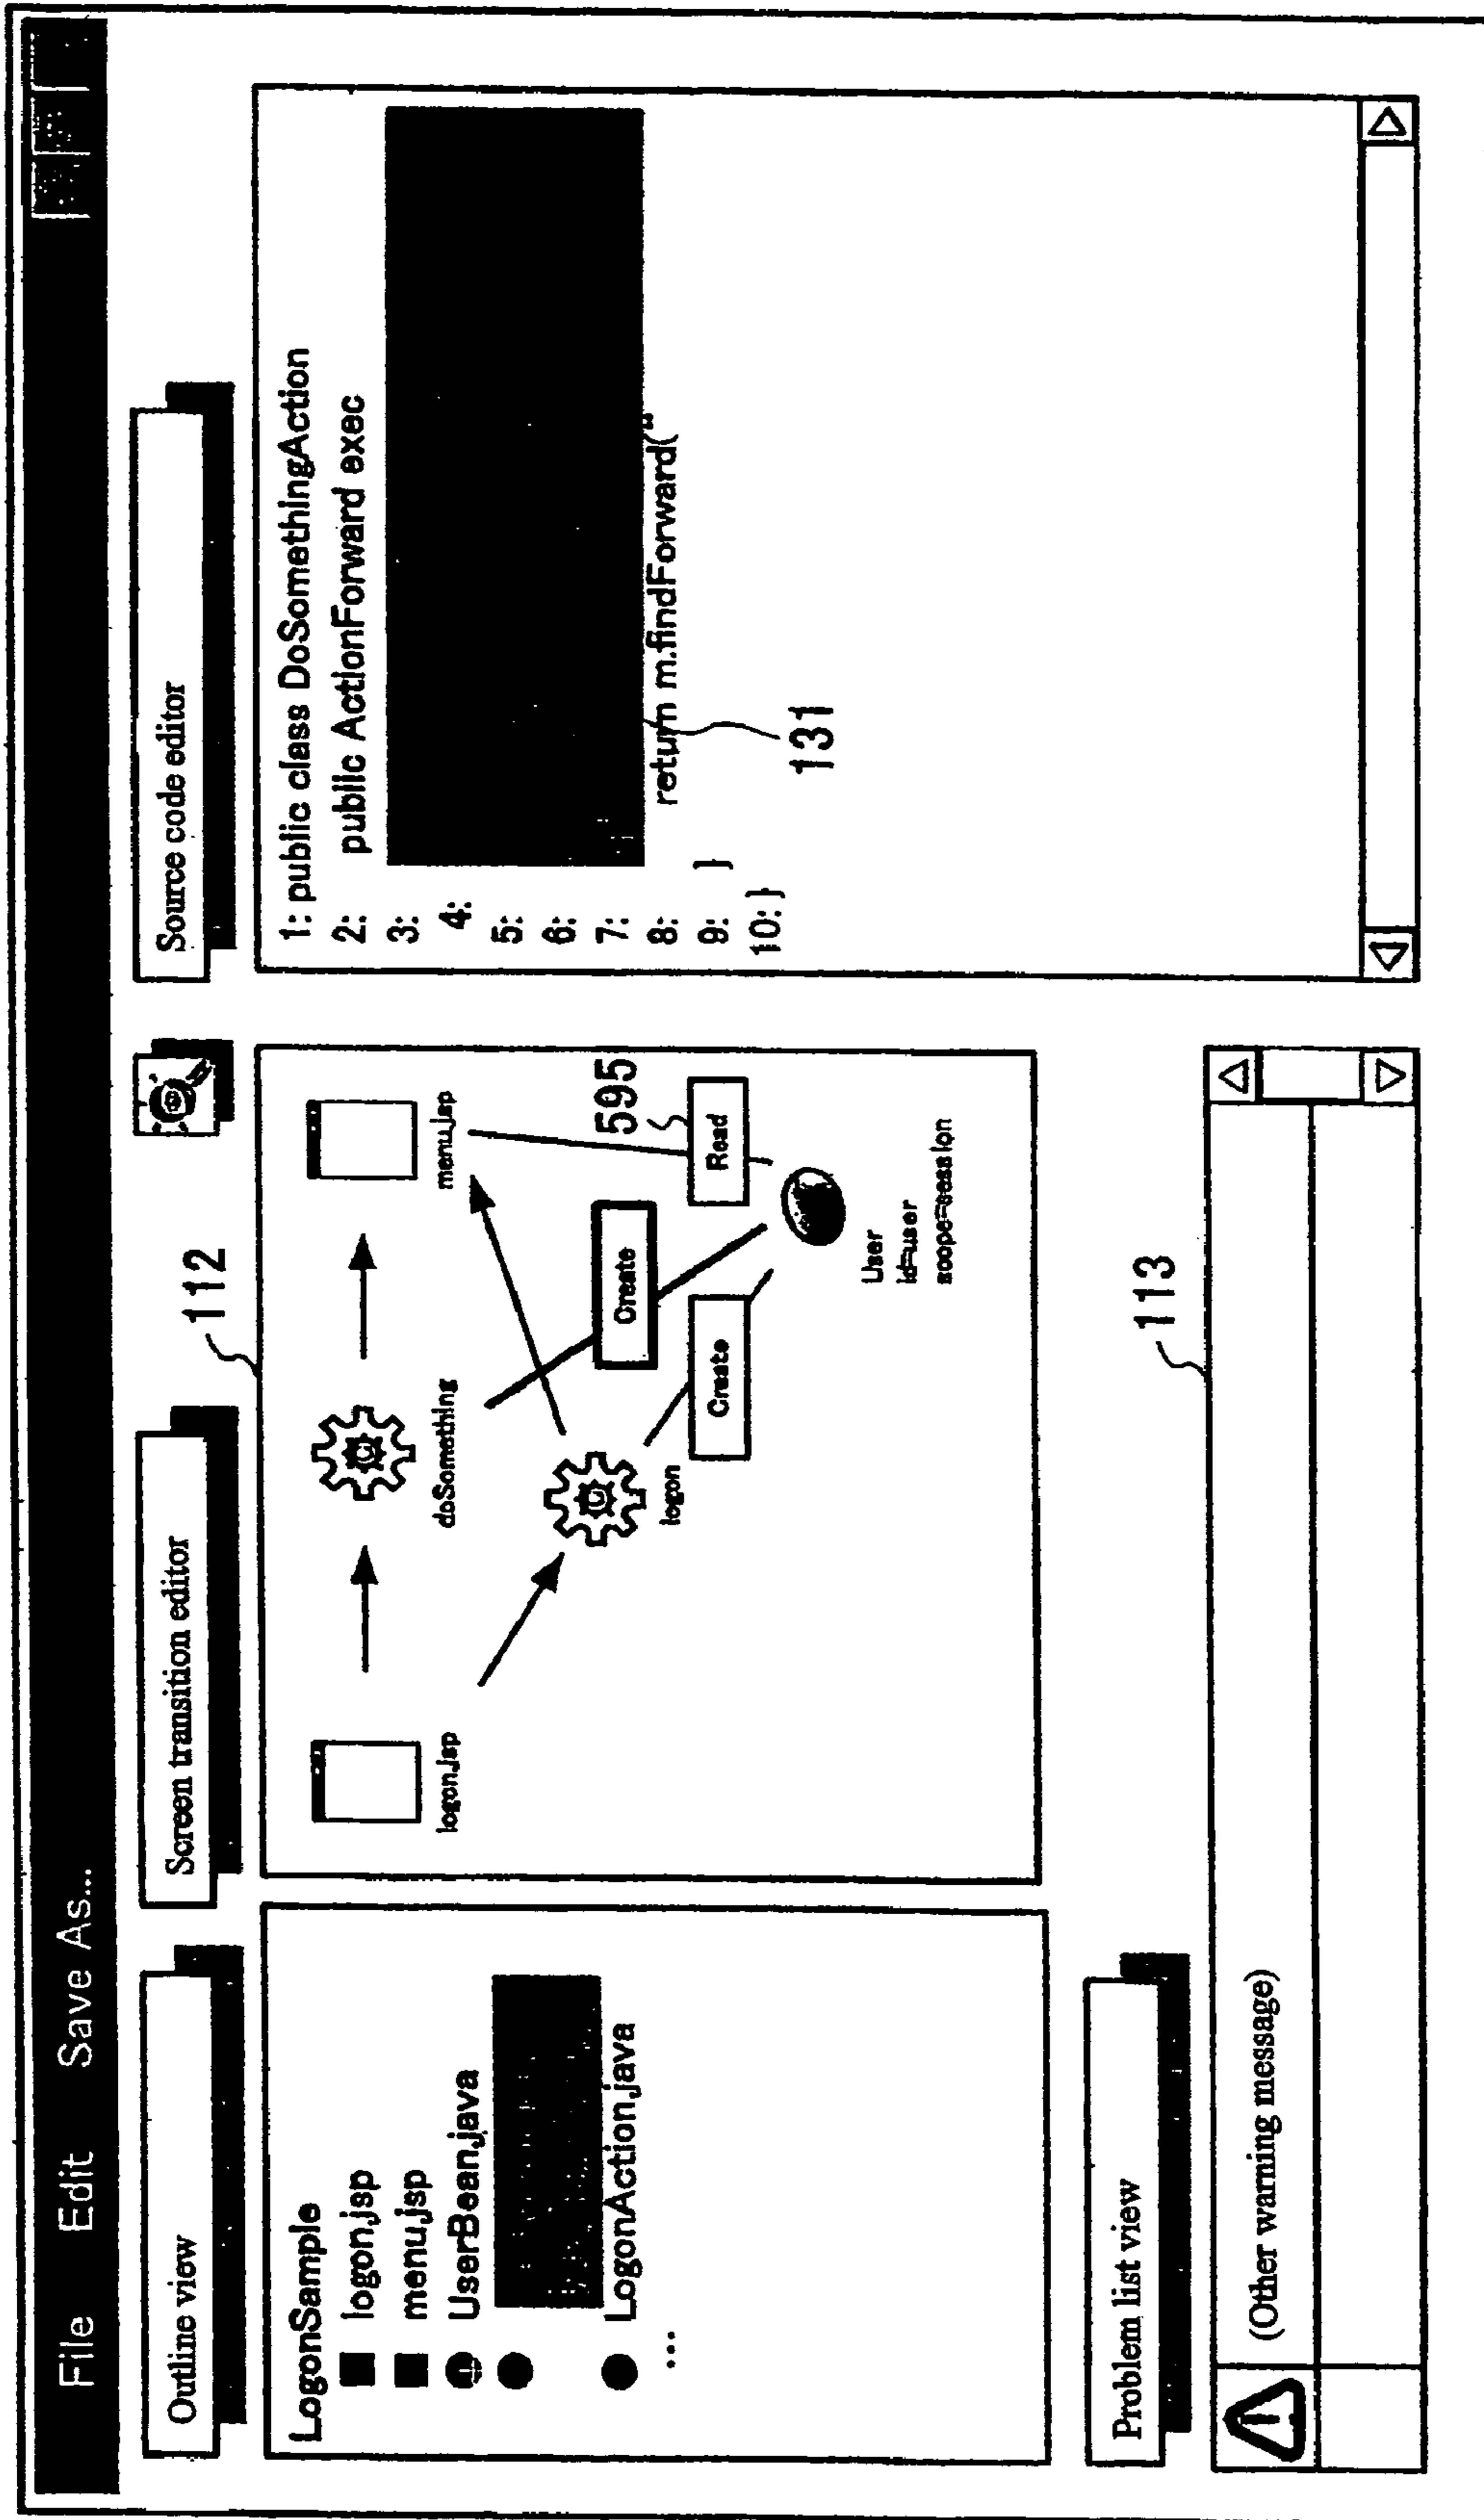 File Edit Save As...
Outline view
LogonSample
logon.jsp
menu.jsp
UserBean.java
LogonAction.java
...
Screen transition editor
112
logon.jsp
doSomething
menu.jsp
logon
Create
Create
Read
595
User
id=user
scope=session
Source code editor
1: public class DoSomethingAction
2: public ActionForward exec
3:
4:
5:
6:
7:
8: return m.findForward("
9: }
10: }
131
Problem list view
113
(Other warning message)